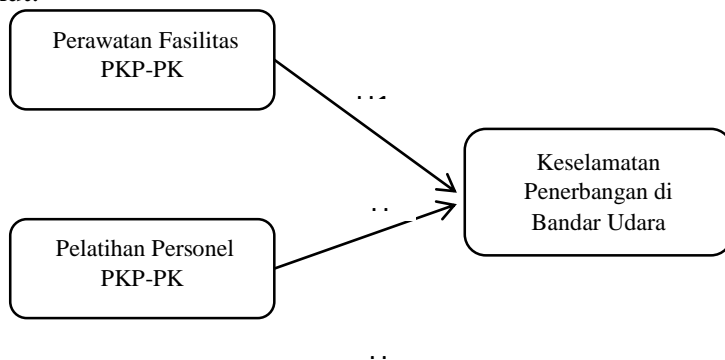 Perawatan Fasilitas
PKP-PK
Keselamatan
Penerbangan di
Bandar Udara
Pelatihan Personel
PKP-PK